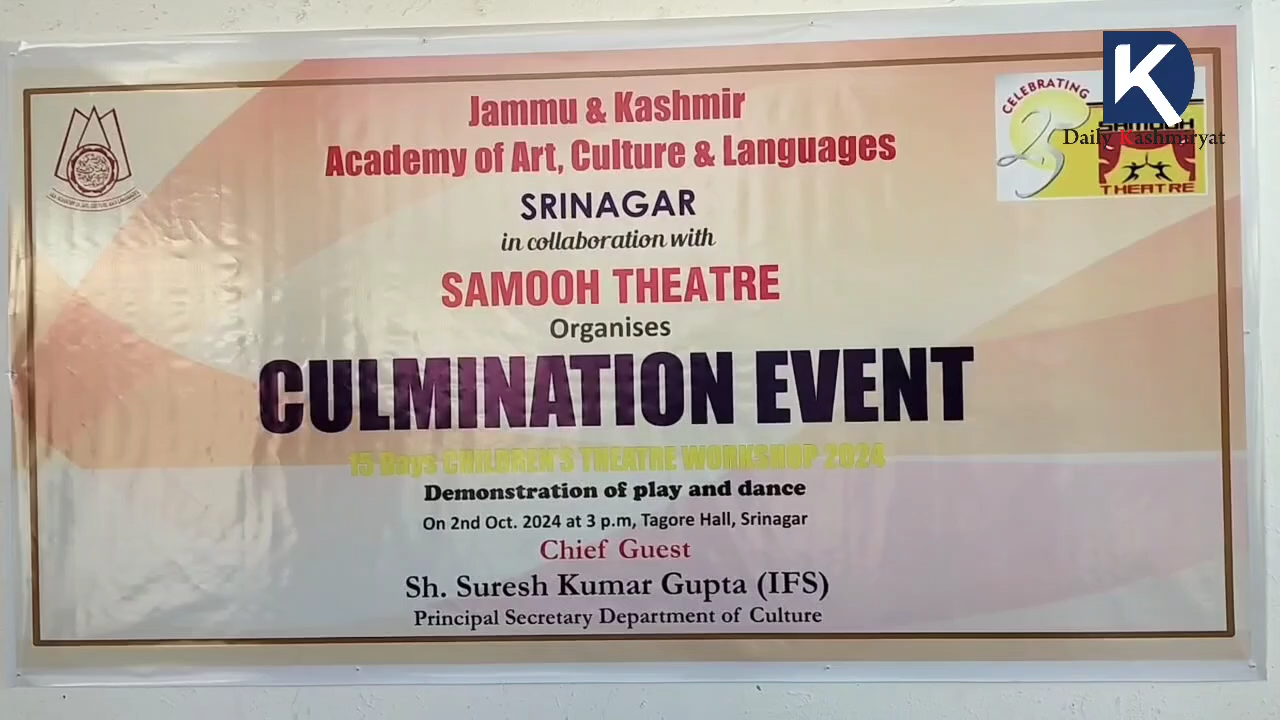 Jammu & Kashmir
Academy of Art, Culture & Languages
SRINAGAR
in collaboration with
SAMOOH THEATRE
Organises
CULMINATION EVENT
15 Days CHILDREN'S THEATRE WORKSHOP 2024
Demonstration of play and dance
On 2nd Oct. 2024 at 3 p.m, Tagore Hall, Srinagar
Chief Guest
Sh. Suresh Kumar Gupta (IFS)
Principal Secretary Department of Culture
CELEBRATING
25
SAMOOH
THEATRE
K
Daily Kashmiryat